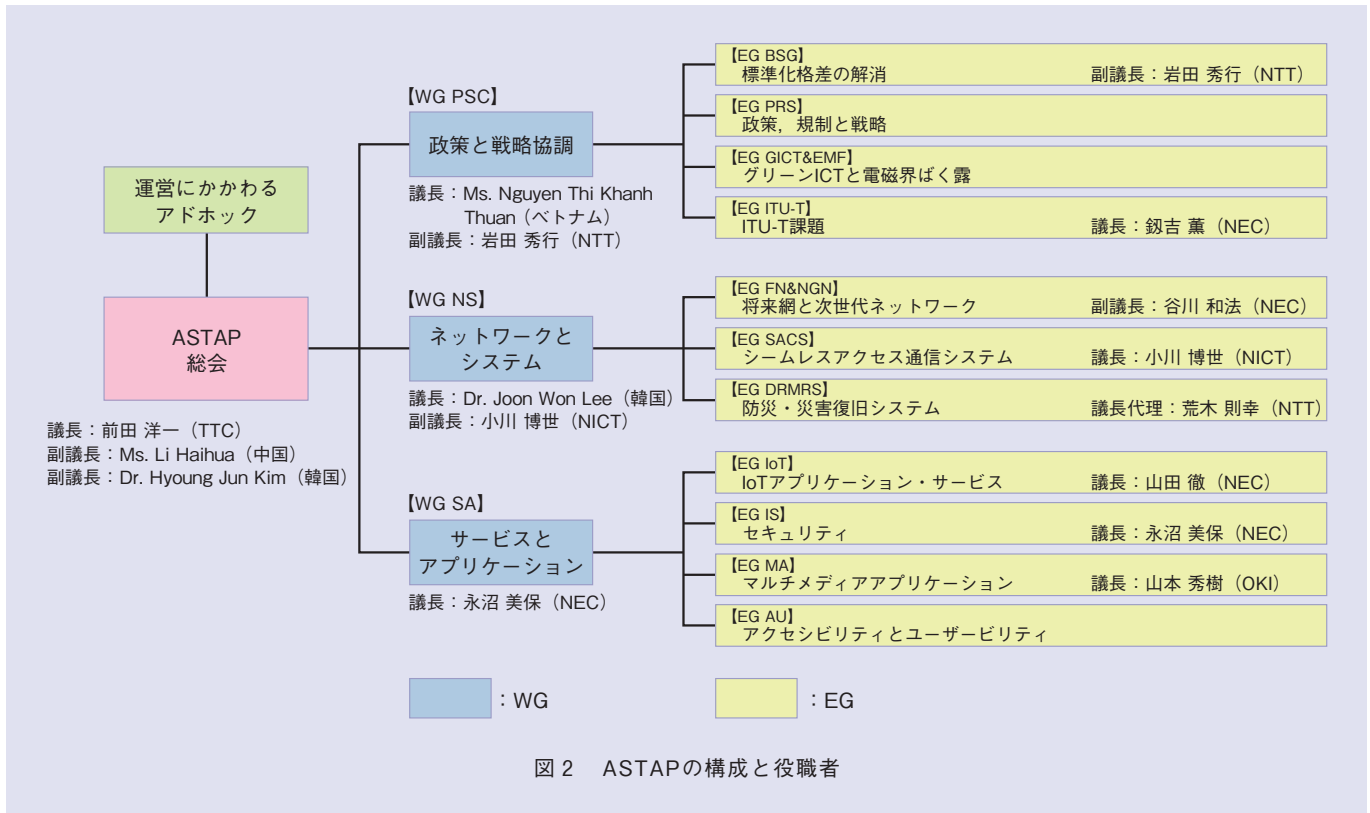 運営にかかわる
アドホック
ASTAP
総会
議長：前田 洋一（TTC）
副議長：Ms. Li Haihua（中国）
副議長：Dr. Hyoung Jun Kim（韓国）
【WG PSC】
政策と戦略協調
議長：Ms. Nguyen Thi Khanh
Thuan（ベトナム）
副議長：岩田 秀行（NTT）
【EG BSG】
標準化格差の解消 副議長：岩田 秀行（NTT）
【EG PRS】
政策，規制と戦略
【EG GICT&EMF】
グリーンICTと電磁界ばく露
【EG ITU-T】
ITU-T課題 議長：釼吉 薫（NEC）
【WG NS】
ネットワークと
システム
議長：Dr. Joon Won Lee（韓国）
副議長：小川 博世（NICT）
【EG FN&NGN】
将来網と次世代ネットワーク 副議長：谷川 和法（NEC）
【EG SACS】
シームレスアクセス通信システム 議長：小川 博世（NICT）
【EG DRMRS】
防災・災害復旧システム 議長代理：荒木 則幸（NTT）
【WG SA】
サービスと
アプリケーション
議長：永沼 美保（NEC）
【EG IoT】
IoTアプリケーション・サービス 議長：山田 徹（NEC）
【EG IS】
セキュリティ 議長：永沼 美保（NEC）
【EG MA】
マルチメディアアプリケーション 議長：山本 秀樹（OKI）
【EG AU】
アクセシビリティとユーザービリティ
：WG ：EG
図2 ASTAPの構成と役職者